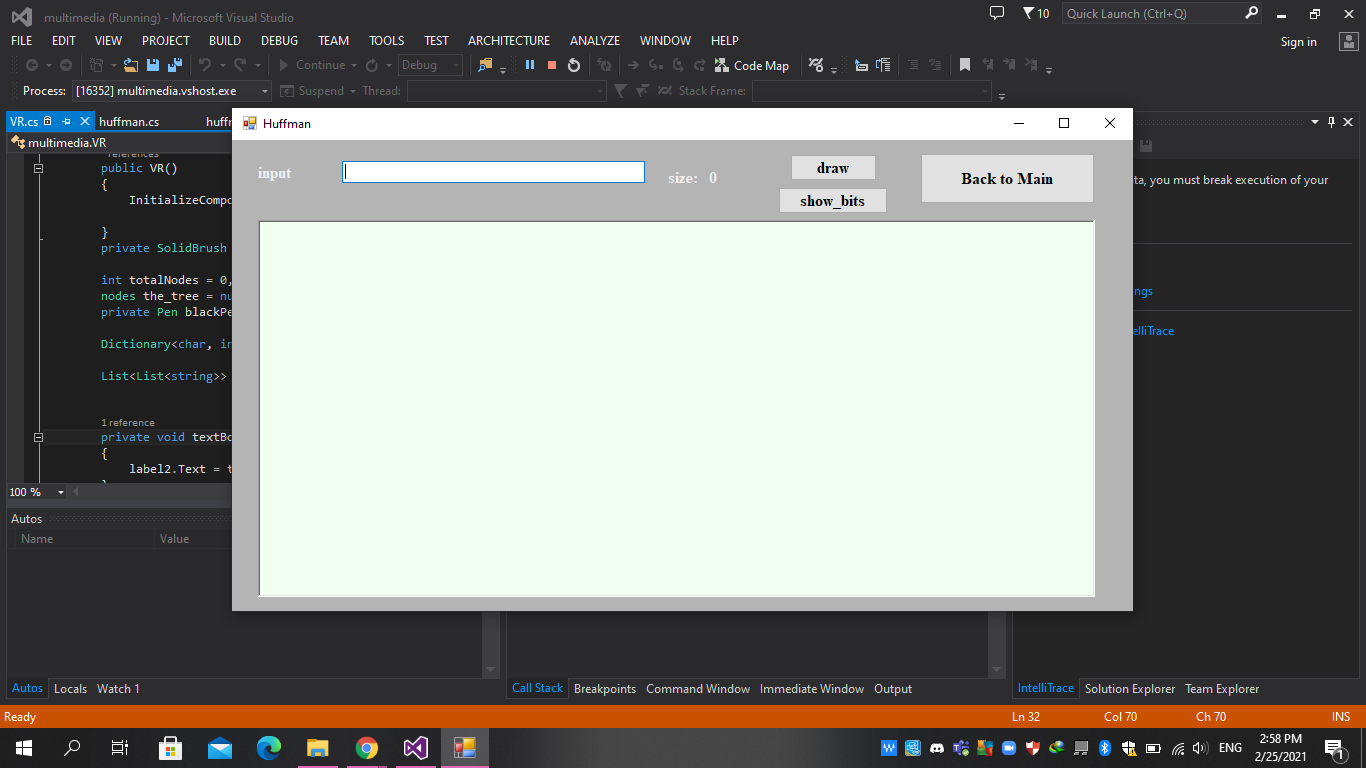 multimedia (Running) - Microsoft Visual Studio
10
Quick Launch (Ctrl+Q)
FILE EDIT VIEW PROJECT BUILD DEBUG TEAM TOOLS TEST ARCHITECTURE ANALYZE WINDOW HELP
Sign in
Continue Debug Code Map
Process: [16352] multimedia.vshost.exe Suspend Thread: Stack Frame:
VR.cs huffman.cs huffr
multimedia.VR
references
public VR()
{
InitializeCompo
}
private SolidBrush
int totalNodes = 0,
nodes the_tree = nu
private Pen blackPe
Dictionary<char, in
List<List<string>>
1 reference
private void textBo
{
label2.Text = t
}
100 %
Huffman
input
size: 0
draw
show_bits
Back to Main
ta, you must break execution of your
ngs
elliTrace
Autos
Name Value
Autos Locals Watch 1
Call Stack Breakpoints Command Window Immediate Window Output
IntelliTrace Solution Explorer Team Explorer
Ready Ln 32 Col 70 Ch 70 INS
ENG
2:58 PM
2/25/2021
1